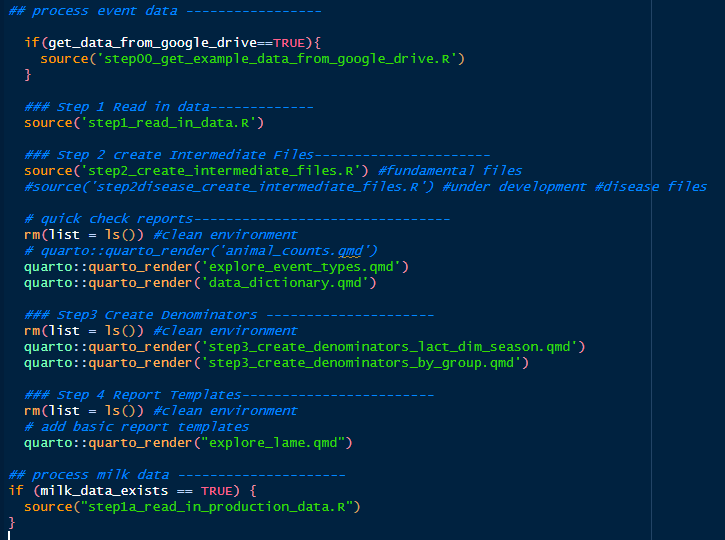 ## process event data -----------------
if(get_data_from_google_drive==TRUE){
source('step00_get_example_data_from_google_drive.R')
}
### Step 1 Read in data-------------
source('step1_read_in_data.R')
### Step 2 create Intermediate Files----------------------
source('step2_create_intermediate_files.R') #fundamental files
#source('step2disease_create_intermediate_files.R') #under development #disease files
# quick check reports--------------------------------
rm(list = ls()) #clean environment
# quarto::quarto_render('animal_counts.qmd')
quarto::quarto_render('explore_event_types.qmd')
quarto::quarto_render('data_dictionary.qmd')
### Step3 Create Denominators ---------------------
rm(list = ls()) #clean environment
quarto::quarto_render('step3_create_denominators_lact_dim_season.qmd')
quarto::quarto_render('step3_create_denominators_by_group.qmd')
### Step 4 Report Templates------------------------
rm(list = ls()) #clean environment
# add basic report templates
quarto::quarto_render("explore_lame.qmd")
## process milk data ---------------------
if (milk_data_exists == TRUE) {
source("step1a_read_in_production_data.R")
}